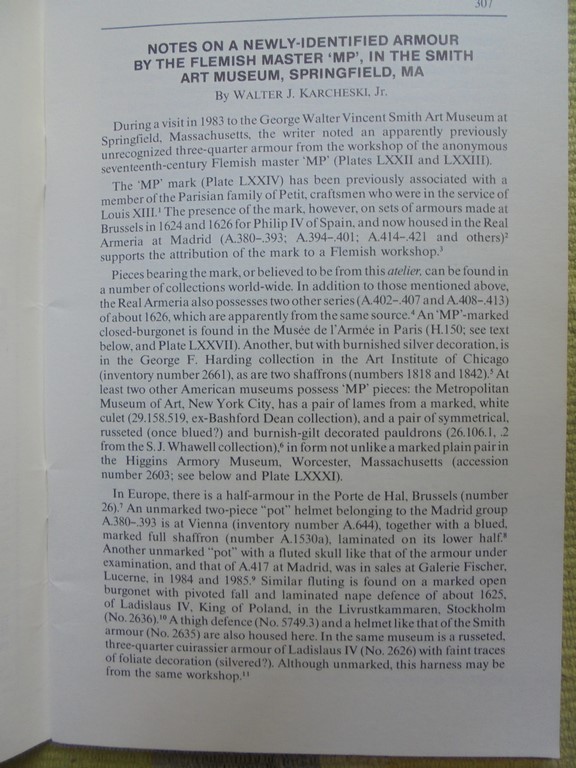 307
NOTES ON A NEWLY-IDENTIFIED ARMOUR
BY THE FLEMISH MASTER ‘MP’, IN THE SMITH
ART MUSEUM, SPRINGFIELD, MA
By WALTER J. KARCHESKI, Jr.
During a visit in 1983 to the George Walter Vincent Smith Art Museum at
Springfield, Massachusetts, the writer noted an apparently previously
unrecognized three-quarter armour from the workshop of the anonymous
seventeenth-century Flemish master ‘MP’ (Plates LXXII and LXXIII).
The ‘MP’ mark (Plate LXXIV) has been previously associated with a
member of the Parisian family of Petit, craftsmen who were in the service of
Louis XIII.¹ The presence of the mark, however, on sets of armours made at
Brussels in 1624 and 1626 for Philip IV of Spain, and now housed in the Real
Armeria at Madrid (A.380–.393; A.394–.401; A.414–.421 and others)²
supports the attribution of the mark to a Flemish workshop.³
Pieces bearing the mark, or believed to be from this atelier, can be found in
a number of collections world-wide. In addition to those mentioned above,
the Real Armeria also possesses two other series (A.402–.407 and A.408–.413)
of about 1626, which are apparently from the same source.⁴ An ‘MP’-marked
closed-burgonet is found in the Musée de l'Armée in Paris (H.150; see text
below, and Plate LXXVII). Another, but with burnished silver decoration, is
in the George F. Harding collection in the Art Institute of Chicago
(inventory number 2661), as are two shaffrons (numbers 1818 and 1842).⁵ At
least two other American museums possess ‘MP’ pieces: the Metropolitan
Museum of Art, New York City, has a pair of lames from a marked, white
culet (29.158.519, ex-Bashford Dean collection), and a pair of symmetrical,
russeted (once blued?) and burnish-gilt decorated pauldrons (26.106.1, .2
from the S. J. Whawell collection),⁶ in form not unlike a marked plain pair in
the Higgins Armory Museum, Worcester, Massachusetts (accession
number 2603; see below and Plate LXXXI).
In Europe, there is a half-armour in the Porte de Hal, Brussels (number
26).⁷ An unmarked two-piece “pot” helmet belonging to the Madrid group
A.380–.393 is at Vienna (inventory number A.644), together with a blued,
marked full shaffron (number A.1530a), laminated on its lower half.⁸
Another unmarked “pot” with a fluted skull like that of the armour under
examination, and that of A.417 at Madrid, was in sales at Galerie Fischer,
Lucerne, in 1984 and 1985.⁹ Similar fluting is found on a marked open
burgonet with pivoted fall and laminated nape defence of about 1625,
of Ladislaus IV, King of Poland, in the Livrustkammaren, Stockholm
(No. 2636).¹⁰ A thigh defence (No. 5749.3) and a helmet like that of the Smith
armour (No. 2635) are also housed here. In the same museum is a russeted,
three-quarter cuirassier armour of Ladislaus IV (No. 2626) with faint traces
of foliate decoration (silvered?). Although unmarked, this harness may be
from the same workshop.¹¹